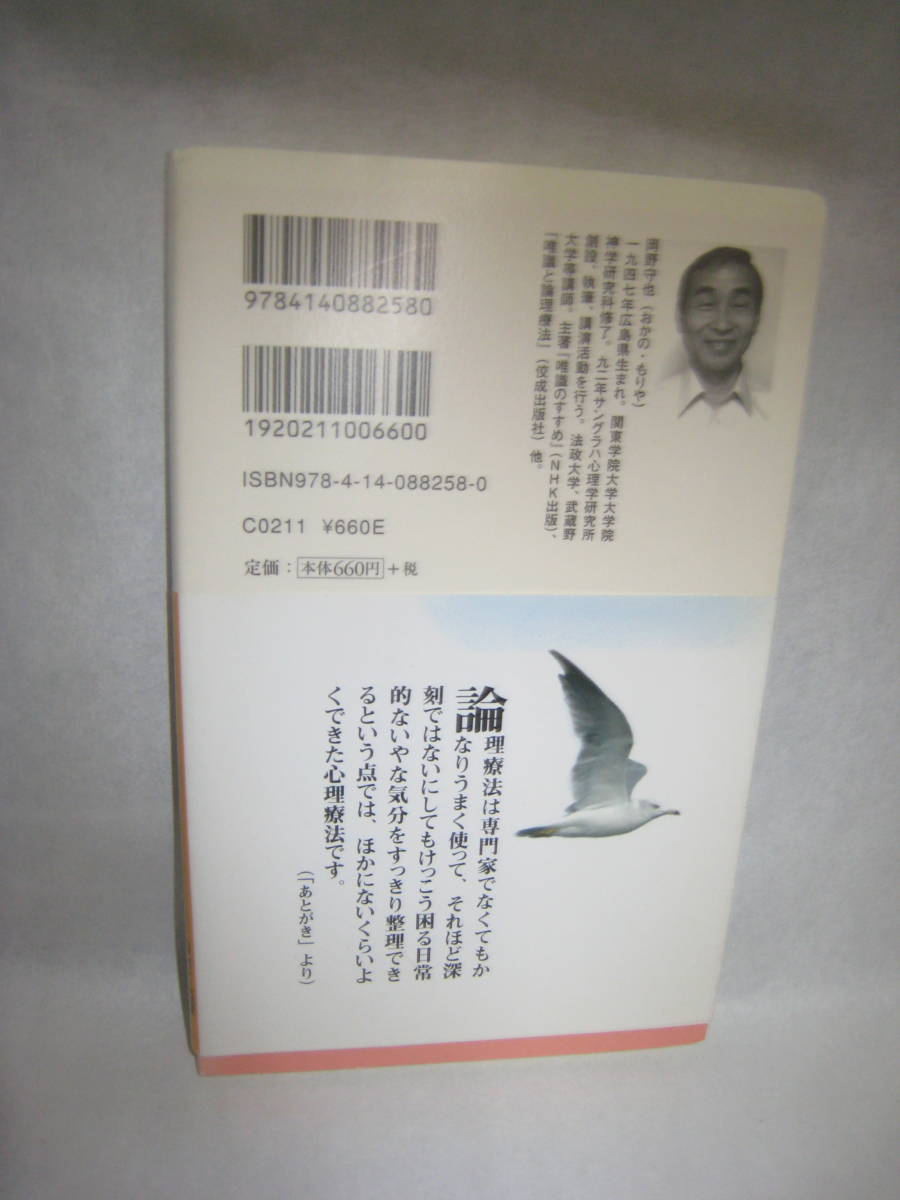 9784140882580
1920211006600
ISBN978-4-14-088258-0
C0211 ¥660E
定価：本体660円＋税
岡野守也（おかの・もりや）
一九四七年広島県生まれ。関東学院大学大学院
神学研究科修了。九二年サングラハ心理学研究所
創設、執筆、講演活動を行う。法政大学、武蔵野
大学等講師。主著『唯識のすすめ』（NHK出版）、
『唯識と論理療法』（佼成出版社）他。
論理療法は専門家でなくてもか
なりうまく使って、それほど深
刻ではないにしてもけっこう困る日常
的ないやな気分をすっきり整理でき
るという点では、ほかにないくらいよ
くできた心理療法です。
（「あとがき」より）